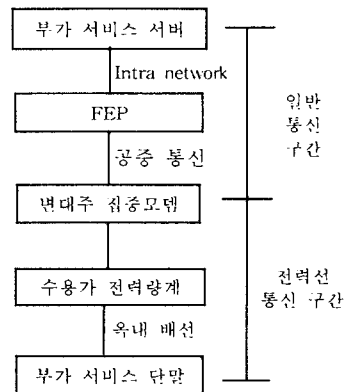 부가 서비스 서버
Intra network
FEP
공중 통신
변대주 집중모뎀
수용가 전력량계
옥내 배선
부가 서비스 단말
일반
통신
구간
전력선
통신 구간